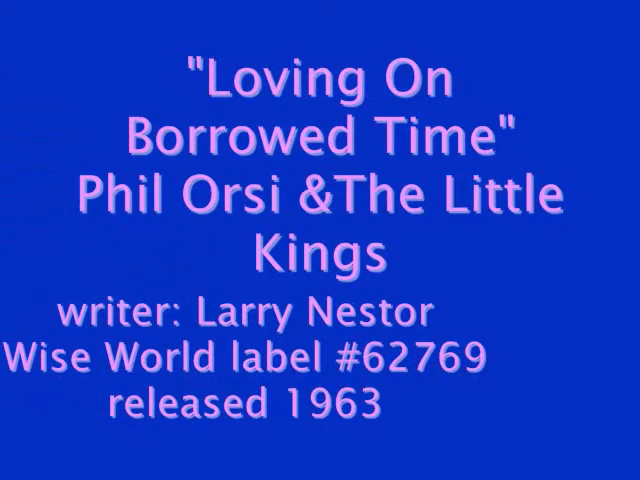 "Loving On
Borrowed Time"
Phil Orsi &The Little
Kings
writer: Larry Nestor
Wise World label #62769
released 1963